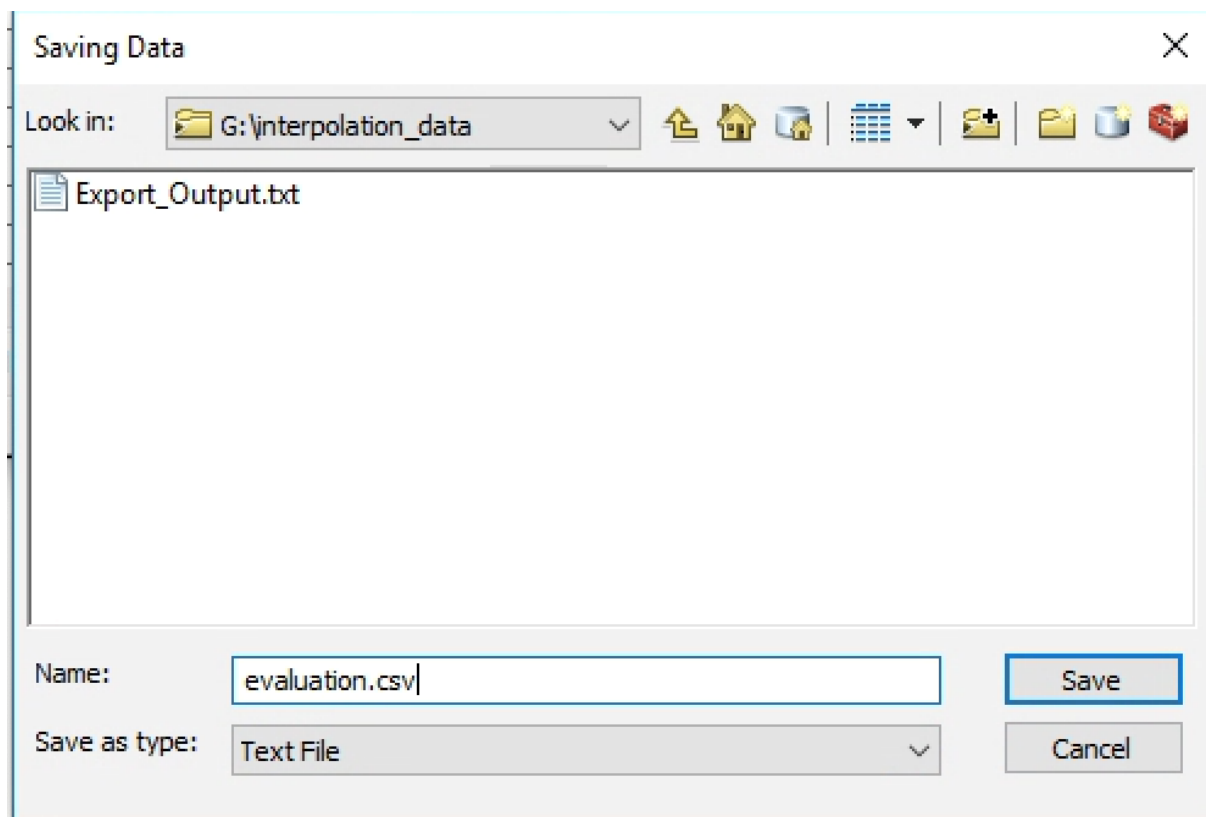 Saving Data
Look in: G:\interpolation_data
Export_Output.txt
Name: evaluation.csv Save
Save as type: Text File Cancel